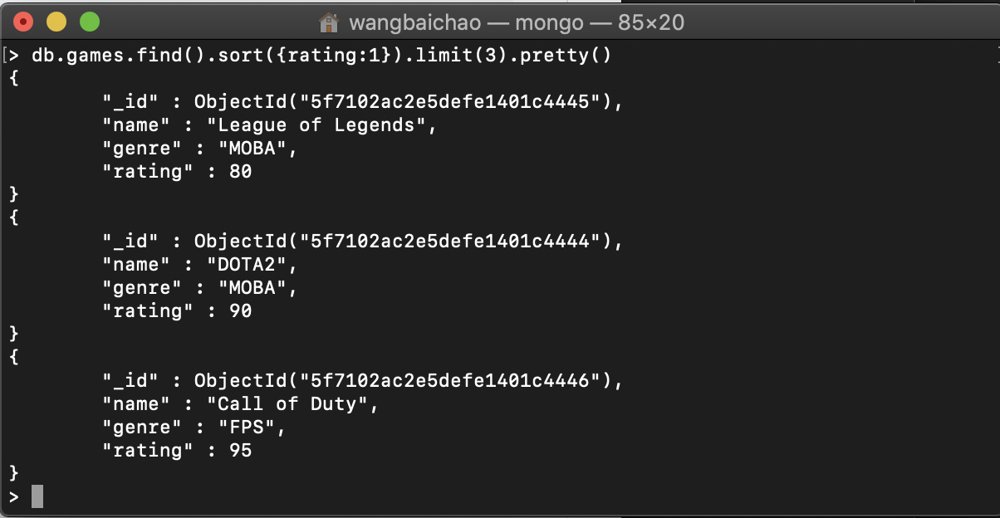 wangbaichao — mongo — 85×20
[> db.games.find().sort({rating:1}).limit(3).pretty()
{
"_id" : ObjectId("5f7102ac2e5defe1401c4445"),
"name" : "League of Legends",
"genre" : "MOBA",
"rating" : 80
}
{
"_id" : ObjectId("5f7102ac2e5defe1401c4444"),
"name" : "DOTA2",
"genre" : "MOBA",
"rating" : 90
}
{
"_id" : ObjectId("5f7102ac2e5defe1401c4446"),
"name" : "Call of Duty",
"genre" : "FPS",
"rating" : 95
}
>